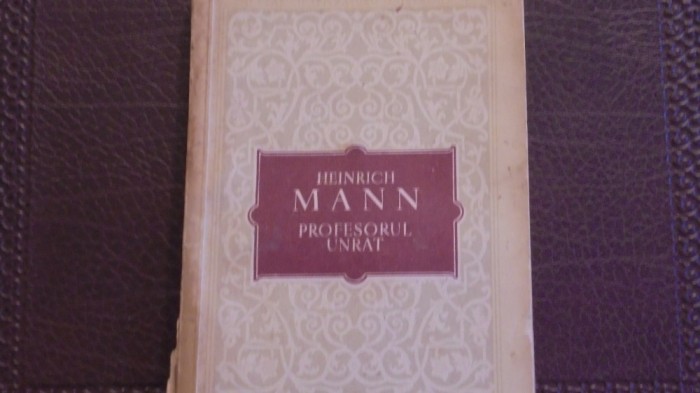 HEINRICH
MANN
PROFESORUL
UNRAT